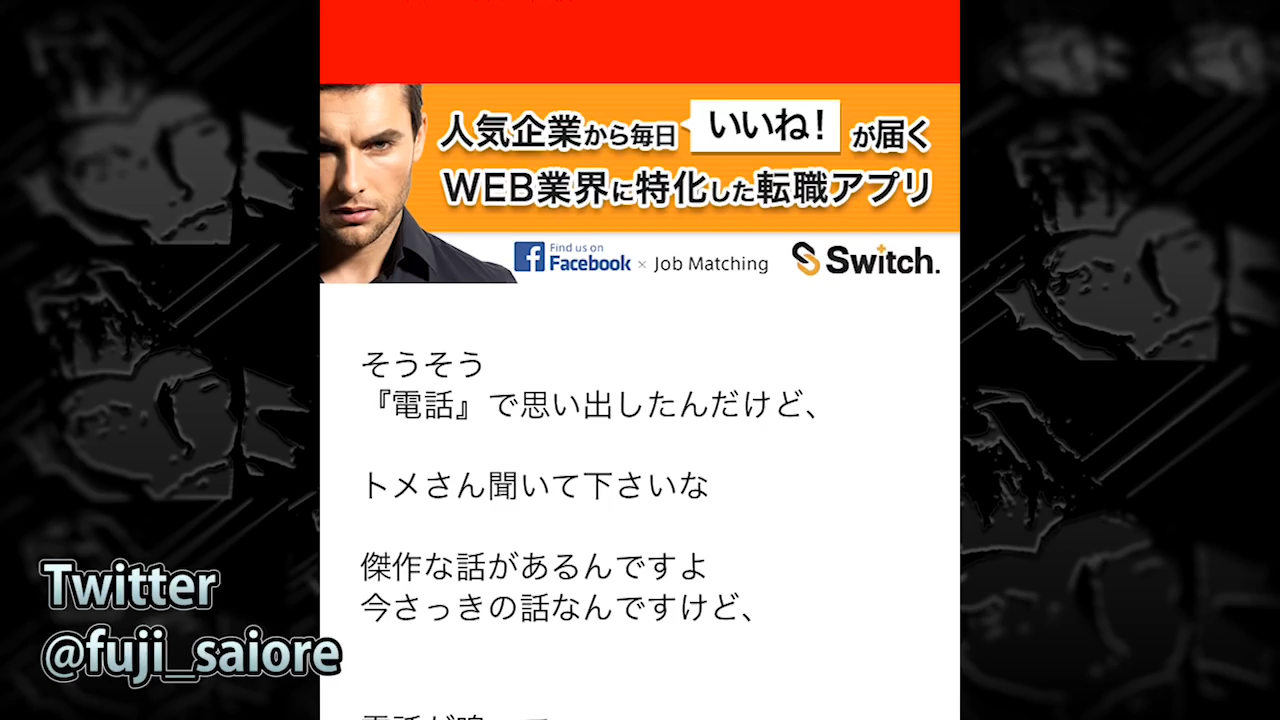 人気企業から毎日 いいね! が届く
WEB業界に特化した転職アプリ
Find us on
Facebook × Job Matching
Switch.
そうそう
『電話』で思い出したんだけど、
トメさん聞いて下さいな
傑作な話があるんですよ
今さっきの話なんですけど、
Twitter
@fuji_saiore